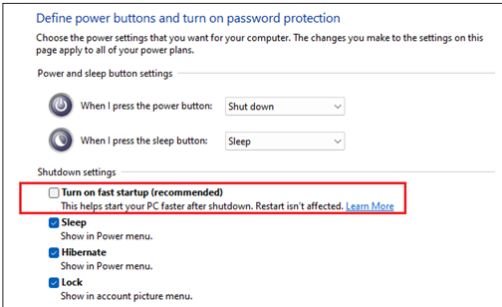 Define power buttons and turn on password protection
Choose the power settings that you want for your computer. The changes you make to the settings on this
page apply to all of your power plans.
Power and sleep button settings
When I press the power button: Shut down
When I press the sleep button: Sleep
Shutdown settings
Turn on fast startup (recommended)
This helps start your PC faster after shutdown. Restart isn't affected. Learn More
Sleep
Show in Power menu.
Hibernate
Show in Power menu.
Lock
Show in account picture menu.